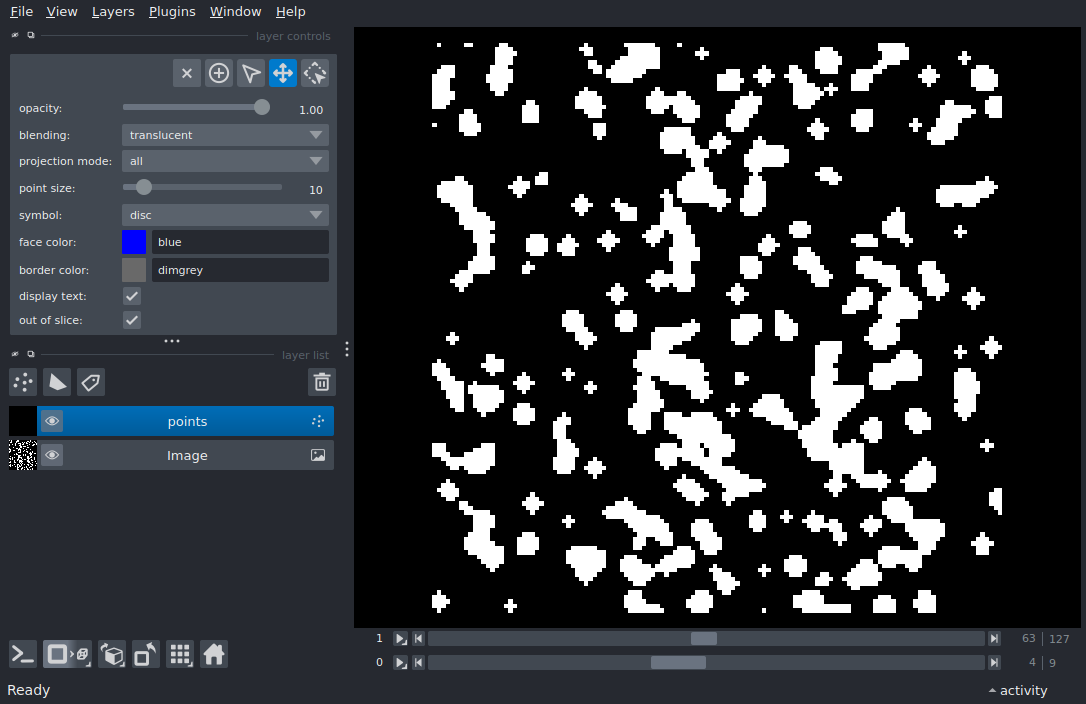 File View Layers Plugins Window Help
layer controls
opacity: 1.00
blending: translucent
projection mode: all
point size: 10
symbol: disc
face color: blue
border color: dimgrey
display text:
out of slice:
layer list
points
Image
1 63 127
0 4 9
Ready activity